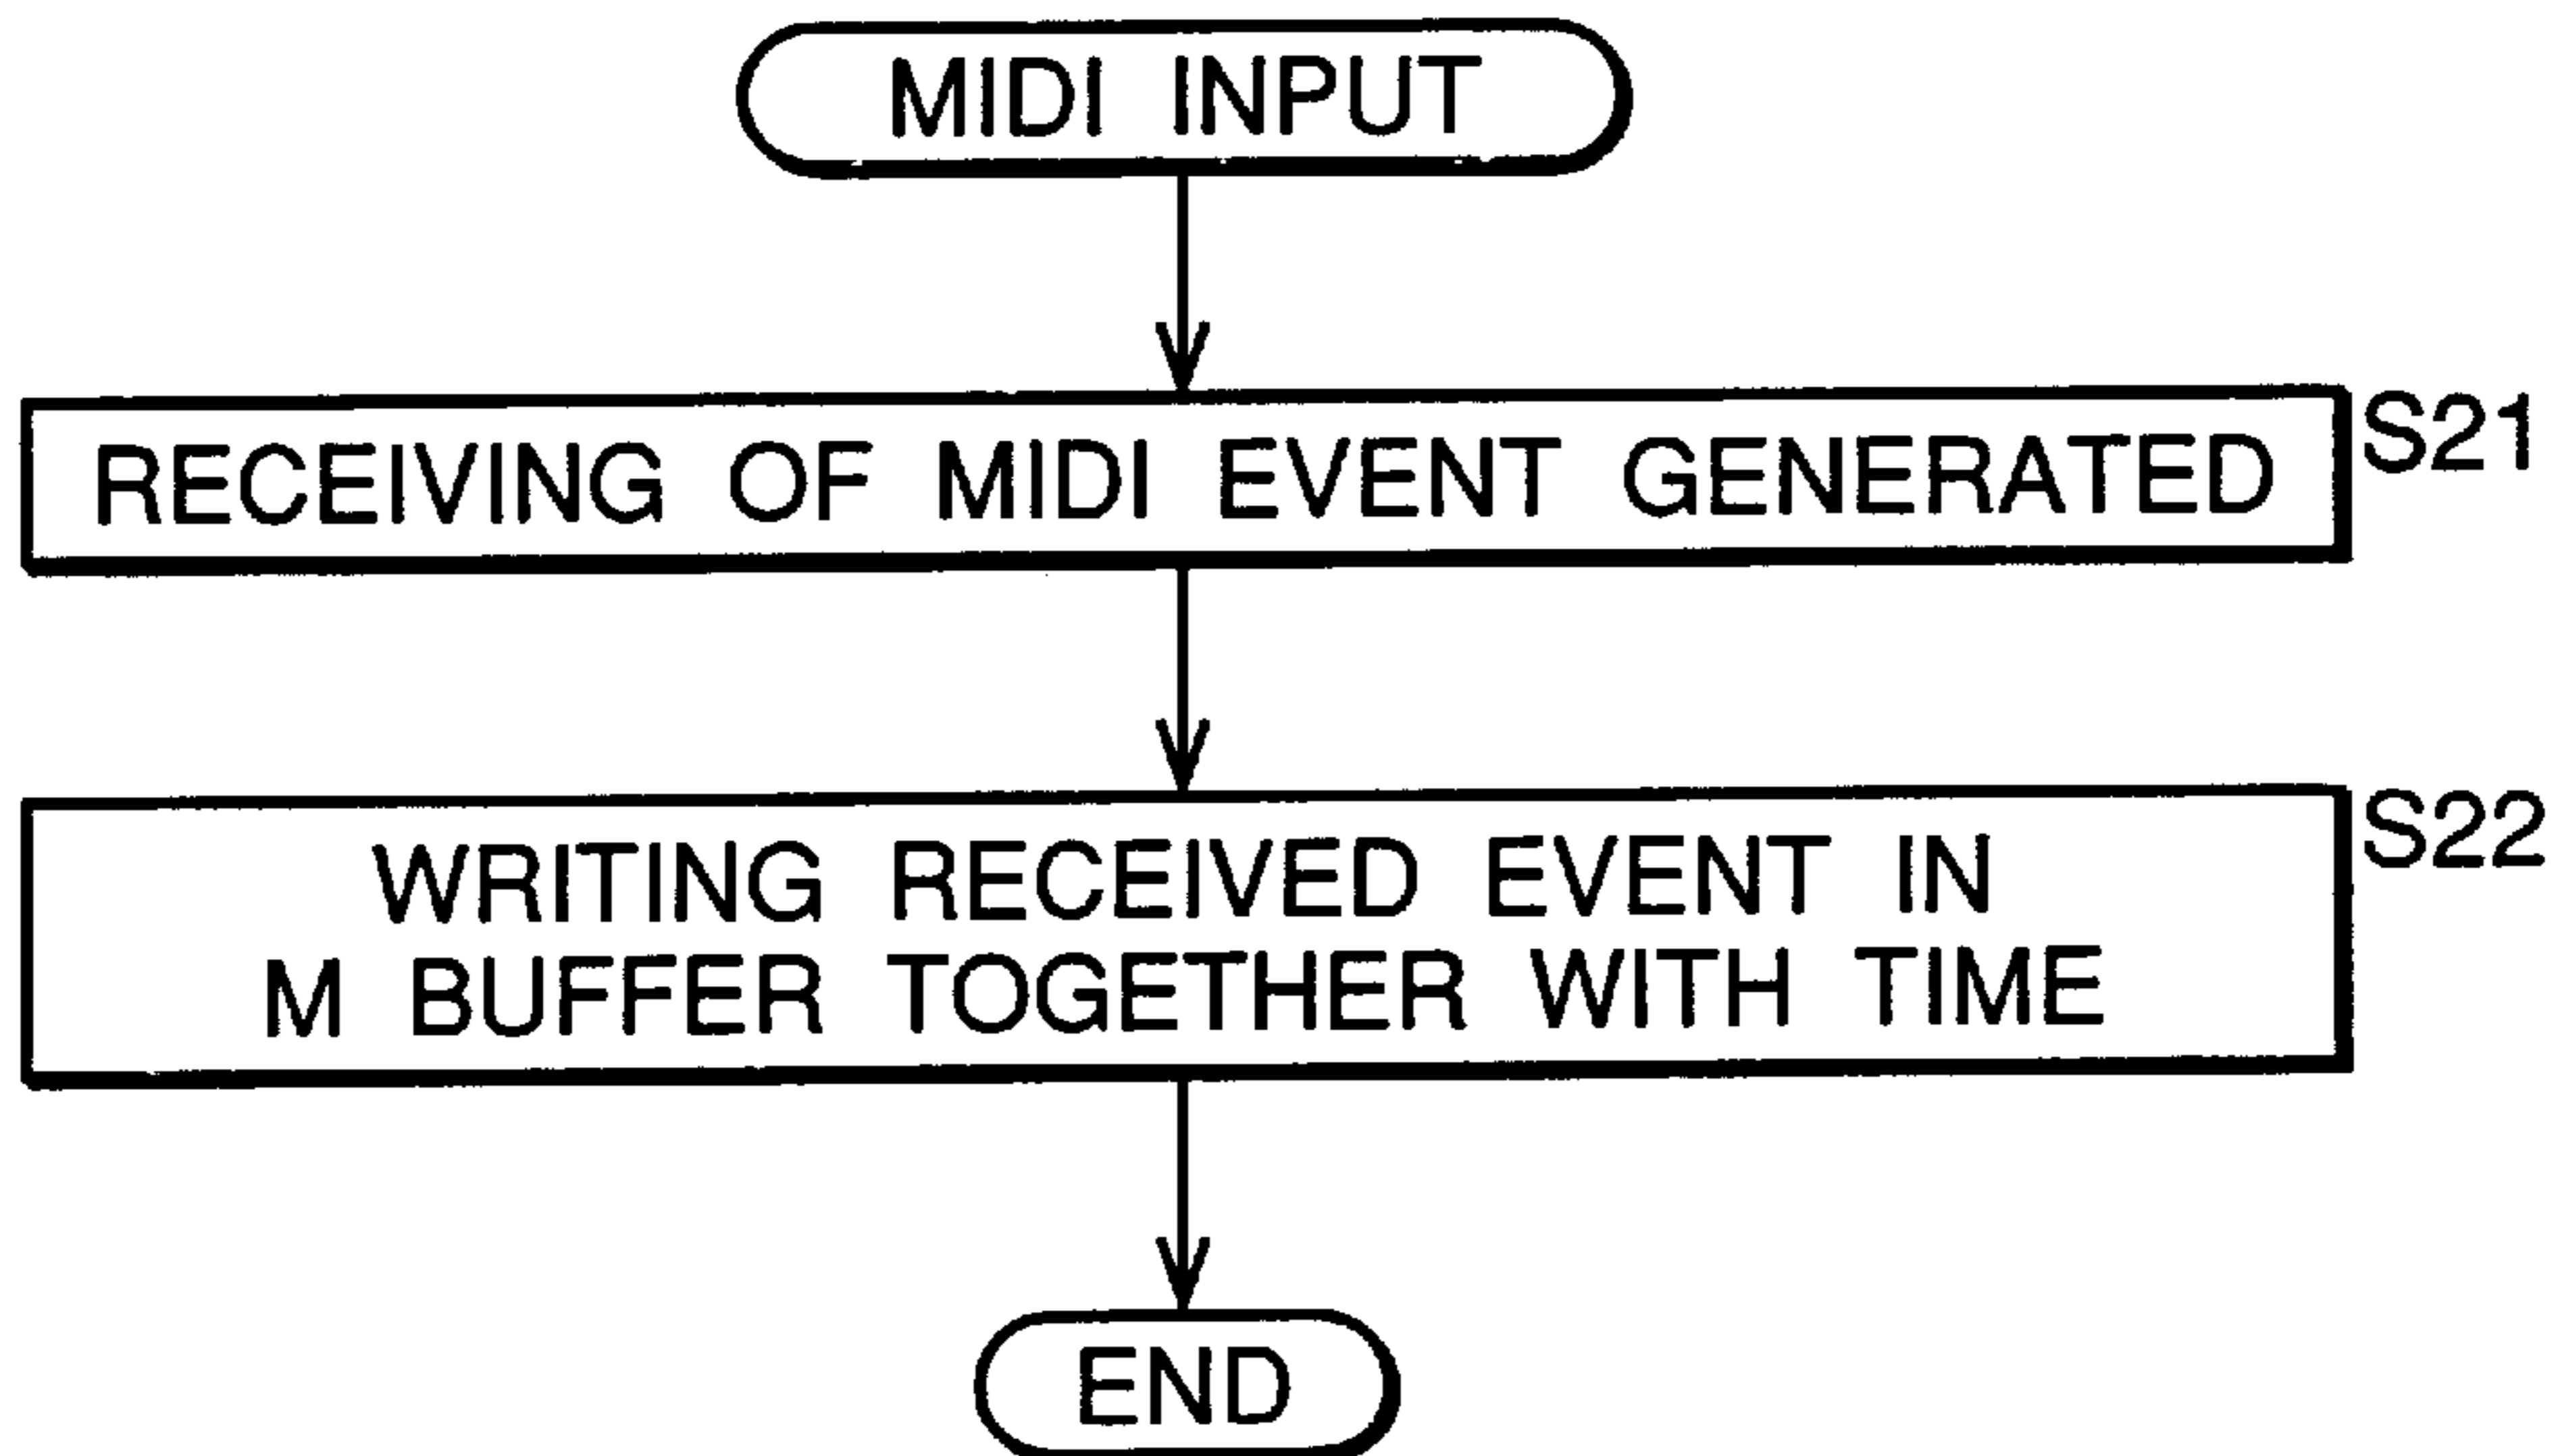 MIDI INPUT
RECEIVING OF MIDI EVENT GENERATED
S21
WRITING RECEIVED EVENT IN
M BUFFER TOGETHER WITH TIME
S22
END